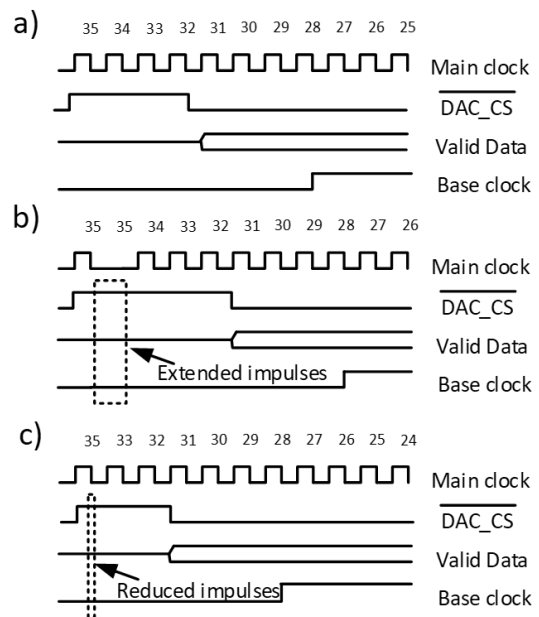 a)
35 34 33 32 31 30 29 28 27 26 25
Main clock
DAC_CS
Valid Data
Base clock
b)
35 35 34 33 32 31 30 29 28 27 26
Main clock
DAC_CS
Valid Data
Extended impulses
Base clock
c)
35 33 32 31 30 29 28 27 26 25 24
Main clock
DAC_CS
Valid Data
Reduced impulses
Base clock